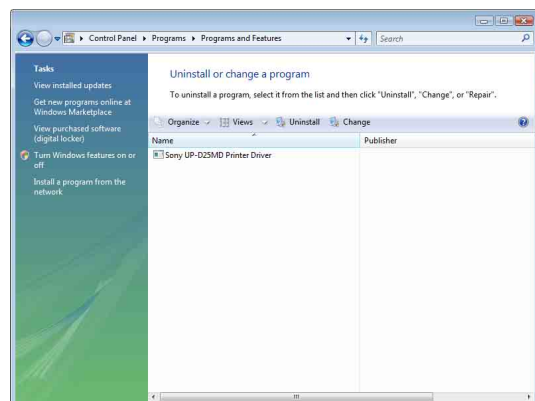 Control Panel ▸ Programs ▸ Programs and Features
Search
Tasks
View installed updates
Get new programs online at
Windows Marketplace
View purchased software
(digital locker)
Turn Windows features on or
off
Install a program from the
network
Uninstall or change a program
To uninstall a program, select it from the list and then click "Uninstall", "Change", or "Repair".
Organize Views Uninstall Change
Name Publisher
Sony UP-D25MD Printer Driver